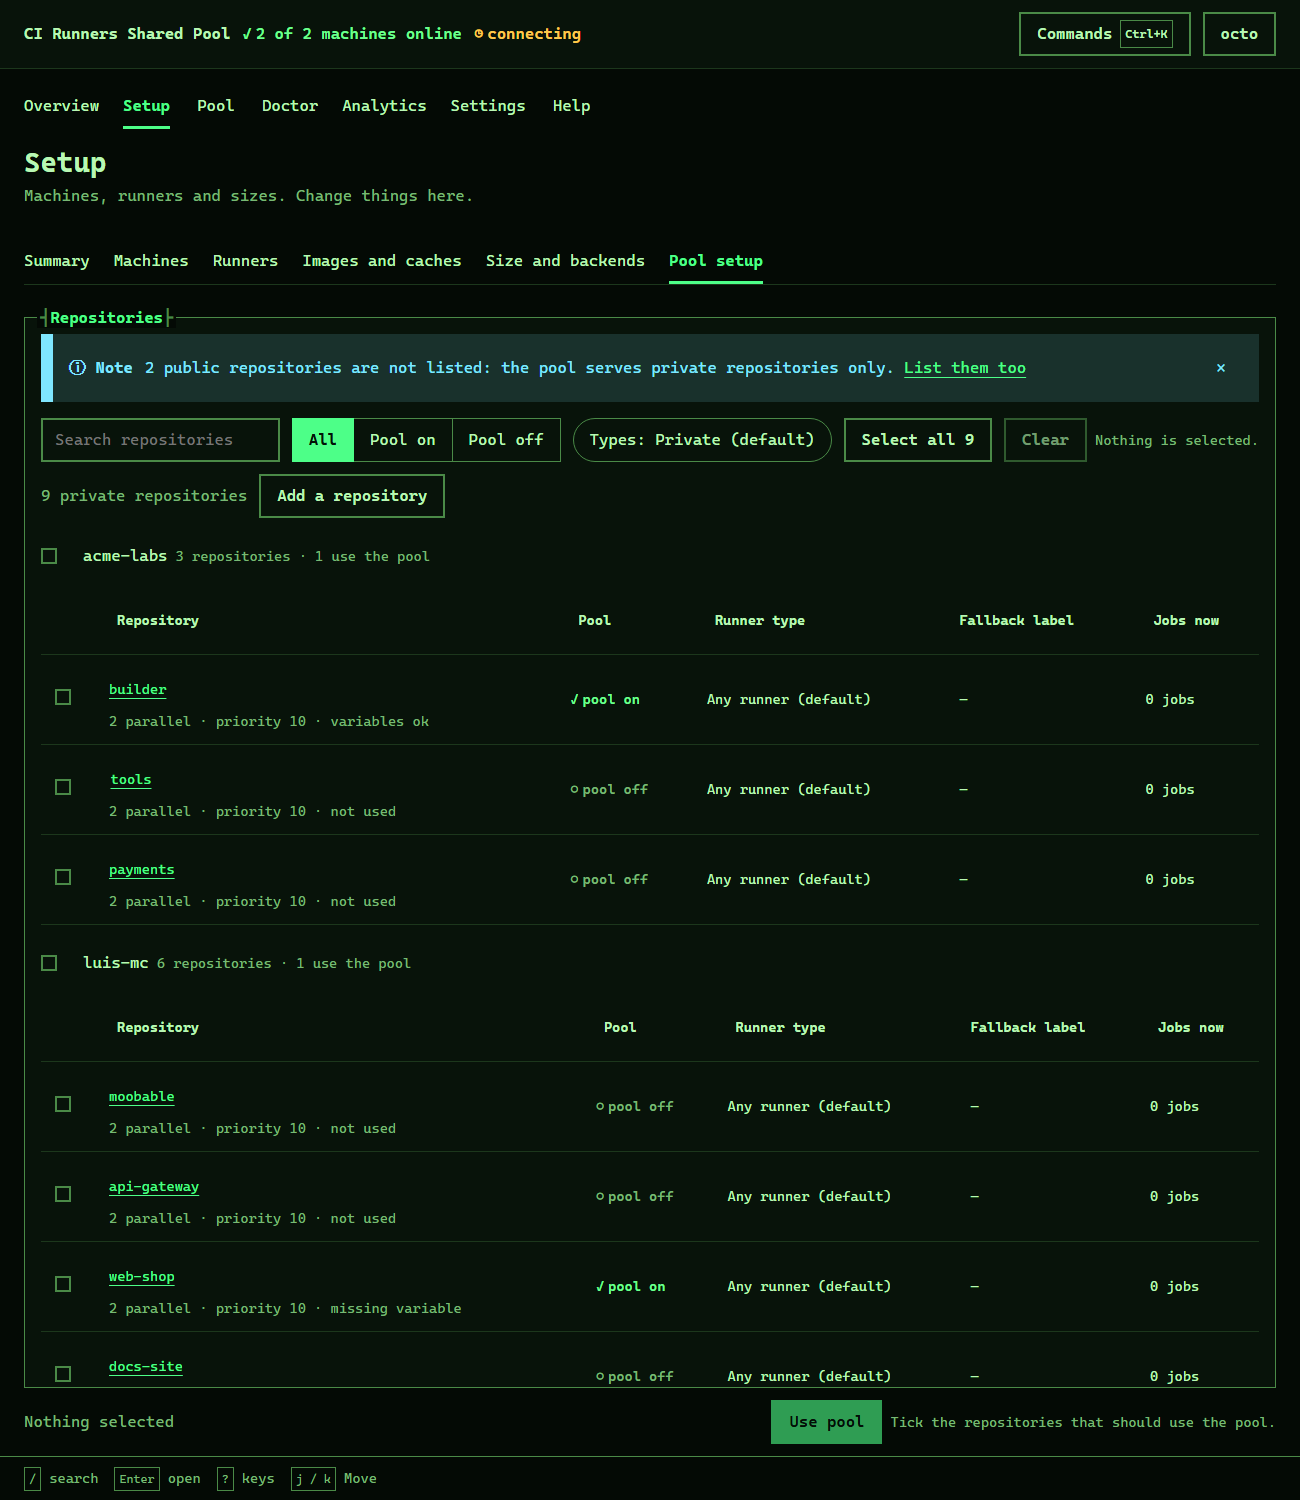 CI Runners Shared Pool ✓ 2 of 2 machines online connecting Commands Ctrl+K octo
Overview Setup Pool Doctor Analytics Settings Help
Setup
Machines, runners and sizes. Change things here.
Summary Machines Runners Images and caches Size and backends Pool setup
Repositories
ⓘ Note 2 public repositories are not listed: the pool serves private repositories only. List them too ×
Search repositories All Pool on Pool off Types: Private (default) Select all 9 Clear Nothing is selected.
9 private repositories Add a repository
acme-labs 3 repositories · 1 use the pool
Repository Pool Runner type Fallback label Jobs now
builder
✓ pool on Any runner (default) — 0 jobs
2 parallel · priority 10 · variables ok
tools
○ pool off Any runner (default) — 0 jobs
2 parallel · priority 10 · not used
payments
○ pool off Any runner (default) — 0 jobs
2 parallel · priority 10 · not used
luis-mc 6 repositories · 1 use the pool
Repository Pool Runner type Fallback label Jobs now
moobable
○ pool off Any runner (default) — 0 jobs
2 parallel · priority 10 · not used
api-gateway
○ pool off Any runner (default) — 0 jobs
2 parallel · priority 10 · not used
web-shop
✓ pool on Any runner (default) — 0 jobs
2 parallel · priority 10 · missing variable
docs-site
○ pool off Any runner (default) — 0 jobs
Nothing selected Use pool Tick the repositories that should use the pool.
/ search Enter open ? keys j / k Move